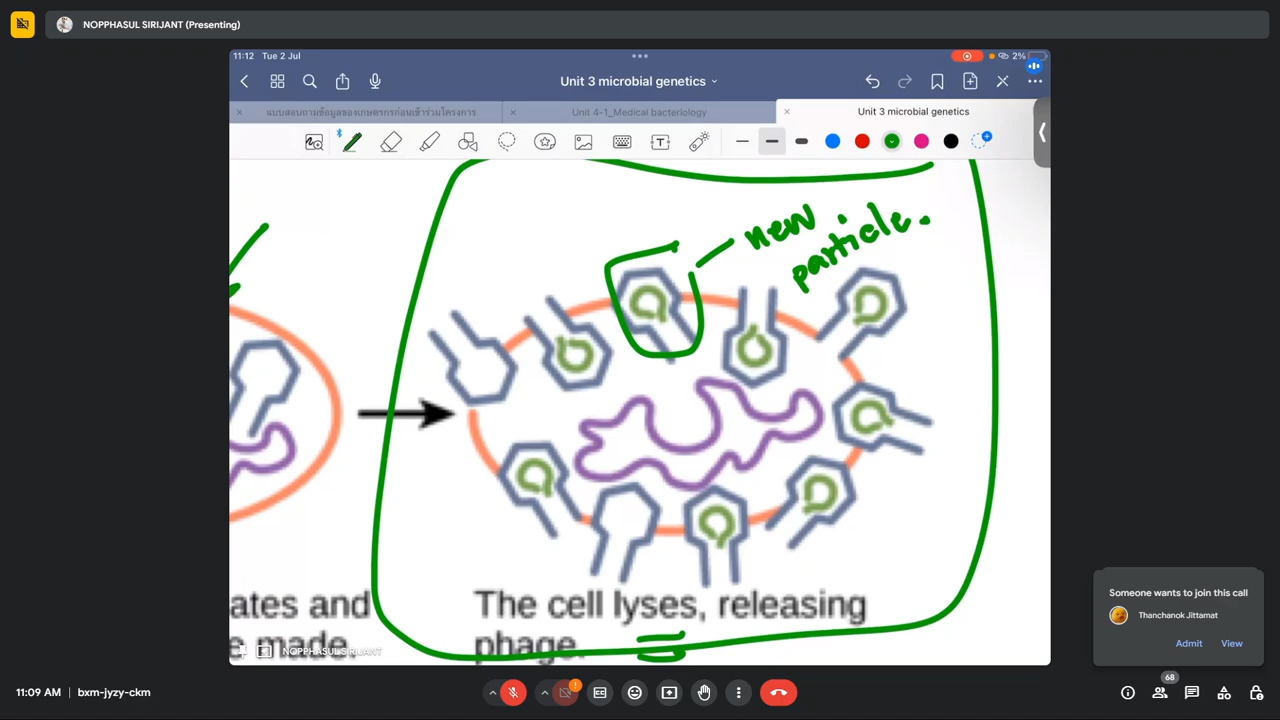 NOPPHASUL SIRIJANT (Presenting)
11:12 Tue 2 Jul
2%
Unit 3 microbial genetics
แบบสอบถามข้อมูลของเกษตรกรก่อนเข้าร่วมโครงการ
Unit 4-1_Medical bacteriology
Unit 3 microbial genetics
T
new
particle.
ates and
e made.
The cell lyses, releasing
phage.
NOPPHASUL SIRIJANT
Someone wants to join this call
Thanchanok Jittamat
Admit View
11:09 AM | bxm-jyzy-ckm
CC
68